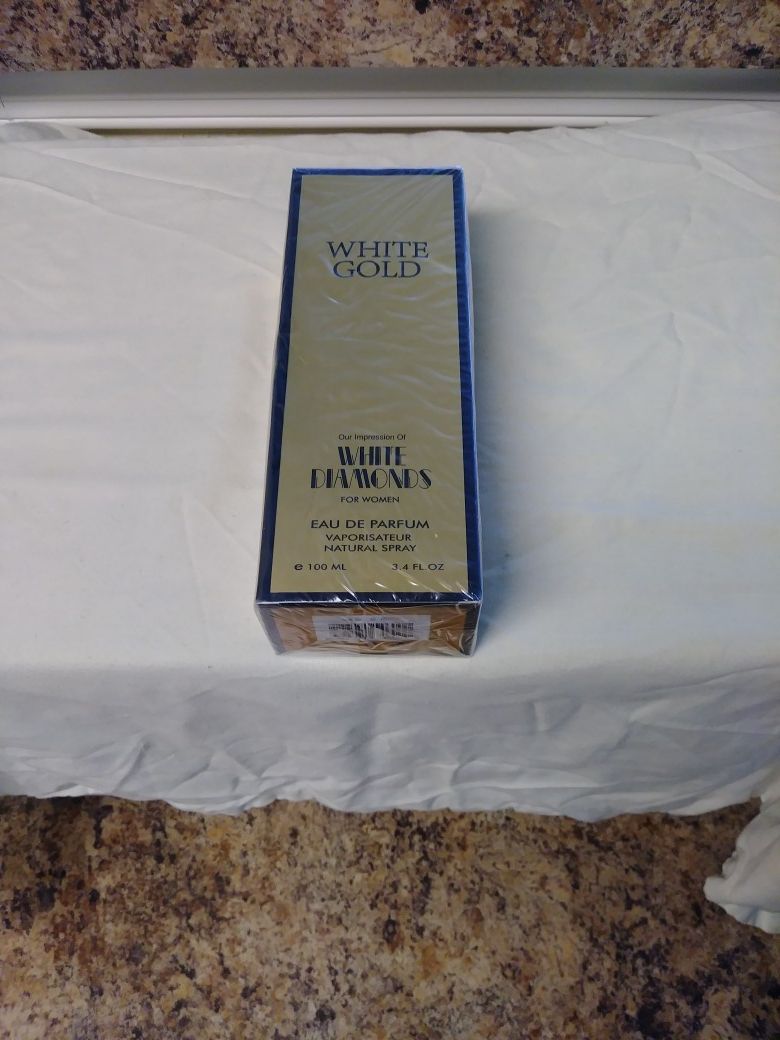 WHITE
GOLD
Our Impression Of
WHITE
DIAMONDS
FOR WOMEN
EAU DE PARFUM
VAPORISATEUR
NATURAL SPRAY
e 100 ML 3.4 FL.OZ